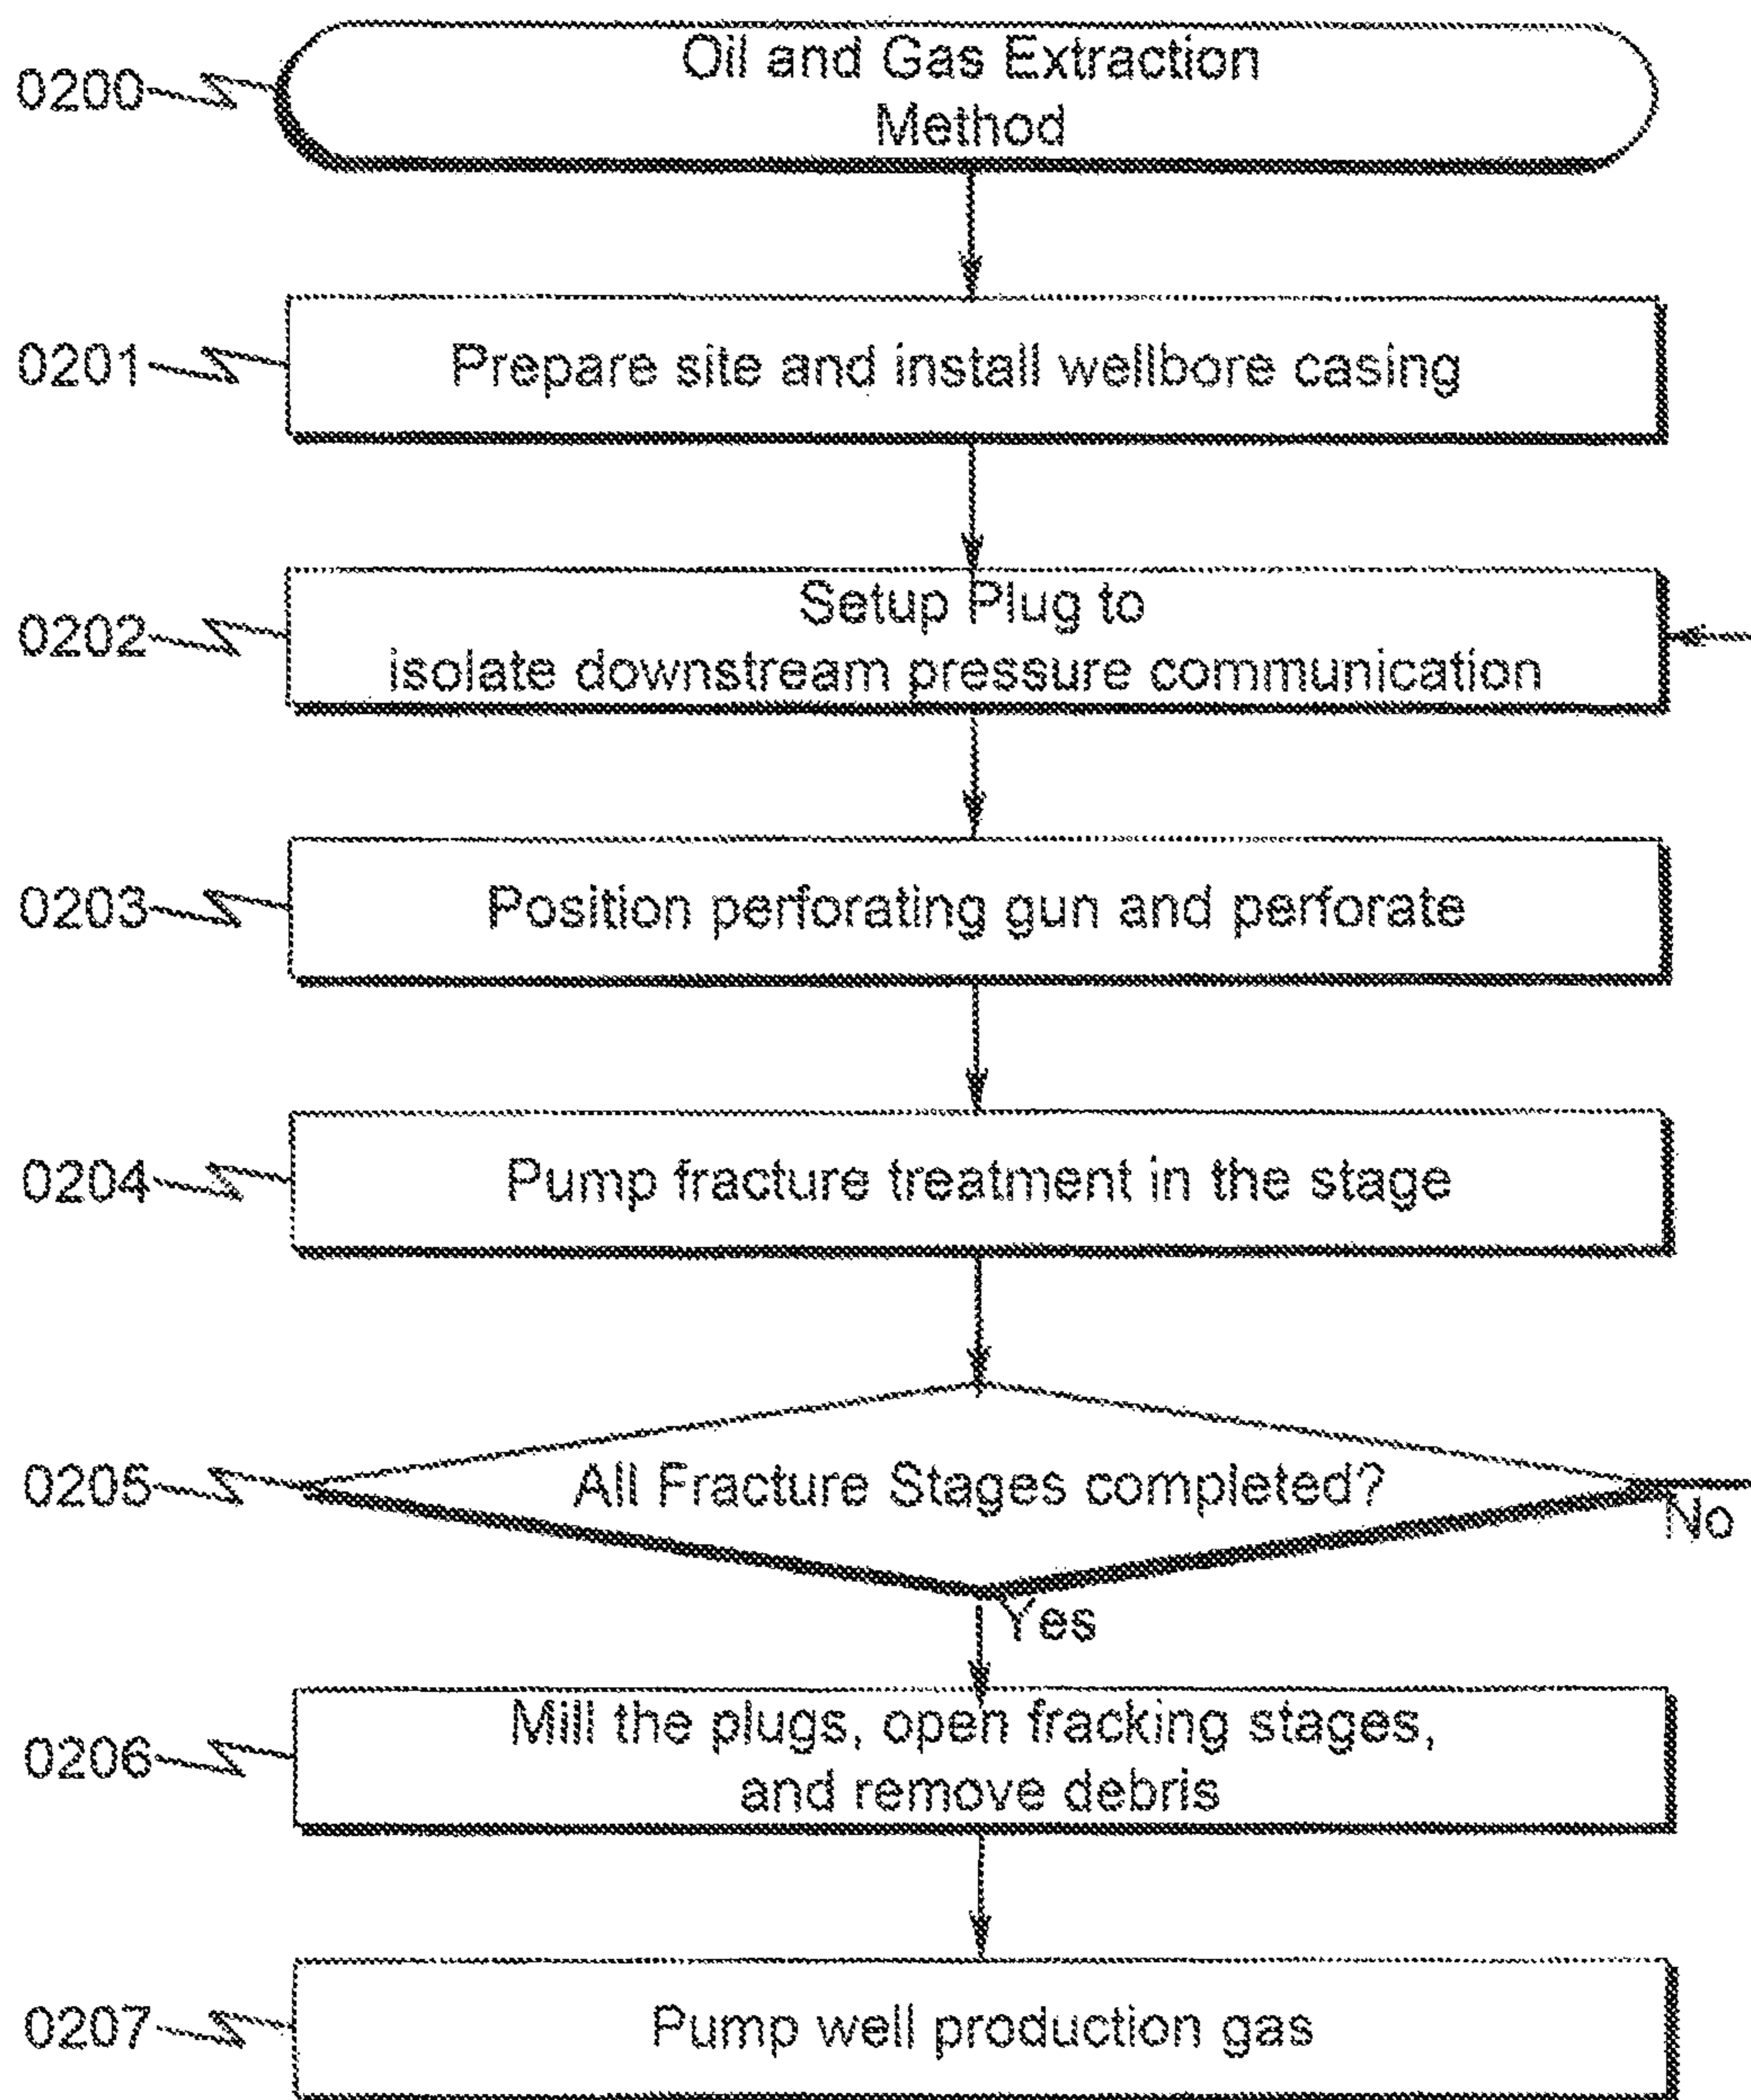 0200
Oil and Gas Extraction
Method
0201
Prepare site and install wellbore casing
0202
Setup Plug to
isolate downstream pressure communication
0203
Position perforating gun and perforate
0204
Pump fracture treatment in the stage
0205
All Fracture Stages completed?
No
Yes
0206
Mill the plugs, open fracking stages,
and remove debris
0207
Pump well production gas